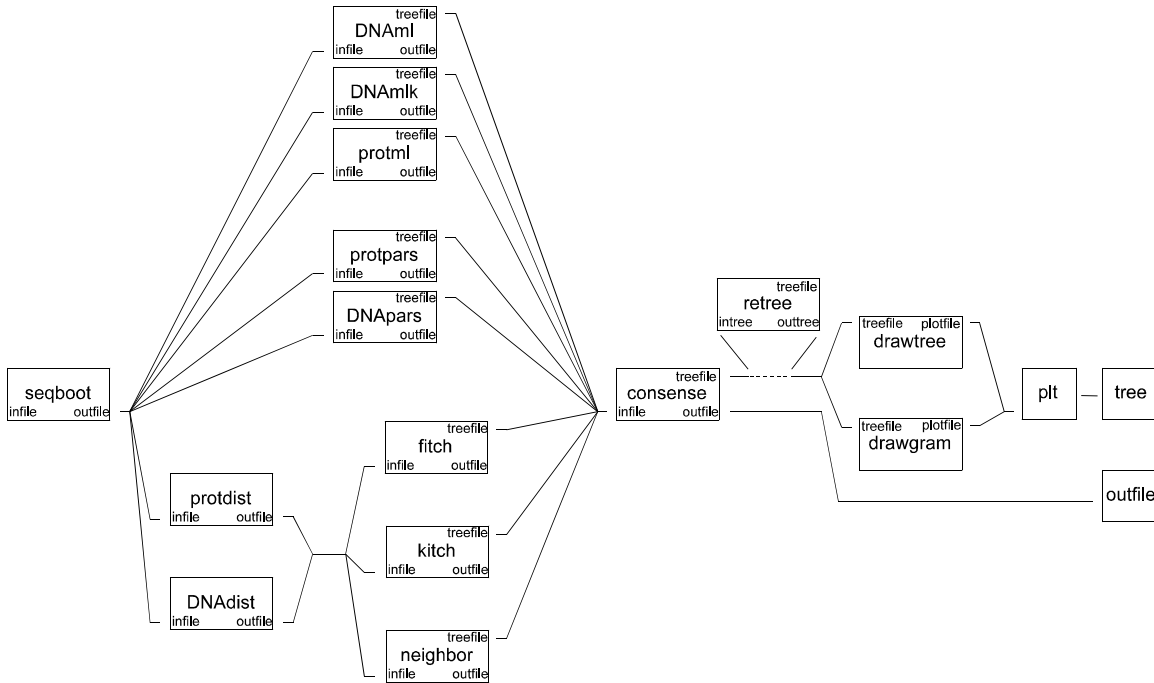 treefile
DNAml
infile outfile
treefile
DNAmlk
infile outfile
treefile
protml
infile outfile
treefile
protpars
infile outfile
treefile
DNApars
infile outfile
seqboot
infile outfile
protdist
infile outfile
DNAdist
infile outfile
treefile
fitch
infile outfile
treefile
kitch
infile outfile
treefile
neighbor
infile outfile
treefile
consense
infile outfile
treefile
retree
intree outtree
treefile plotfile
drawtree
treefile plotfile
drawgram
plt
tree
outfile